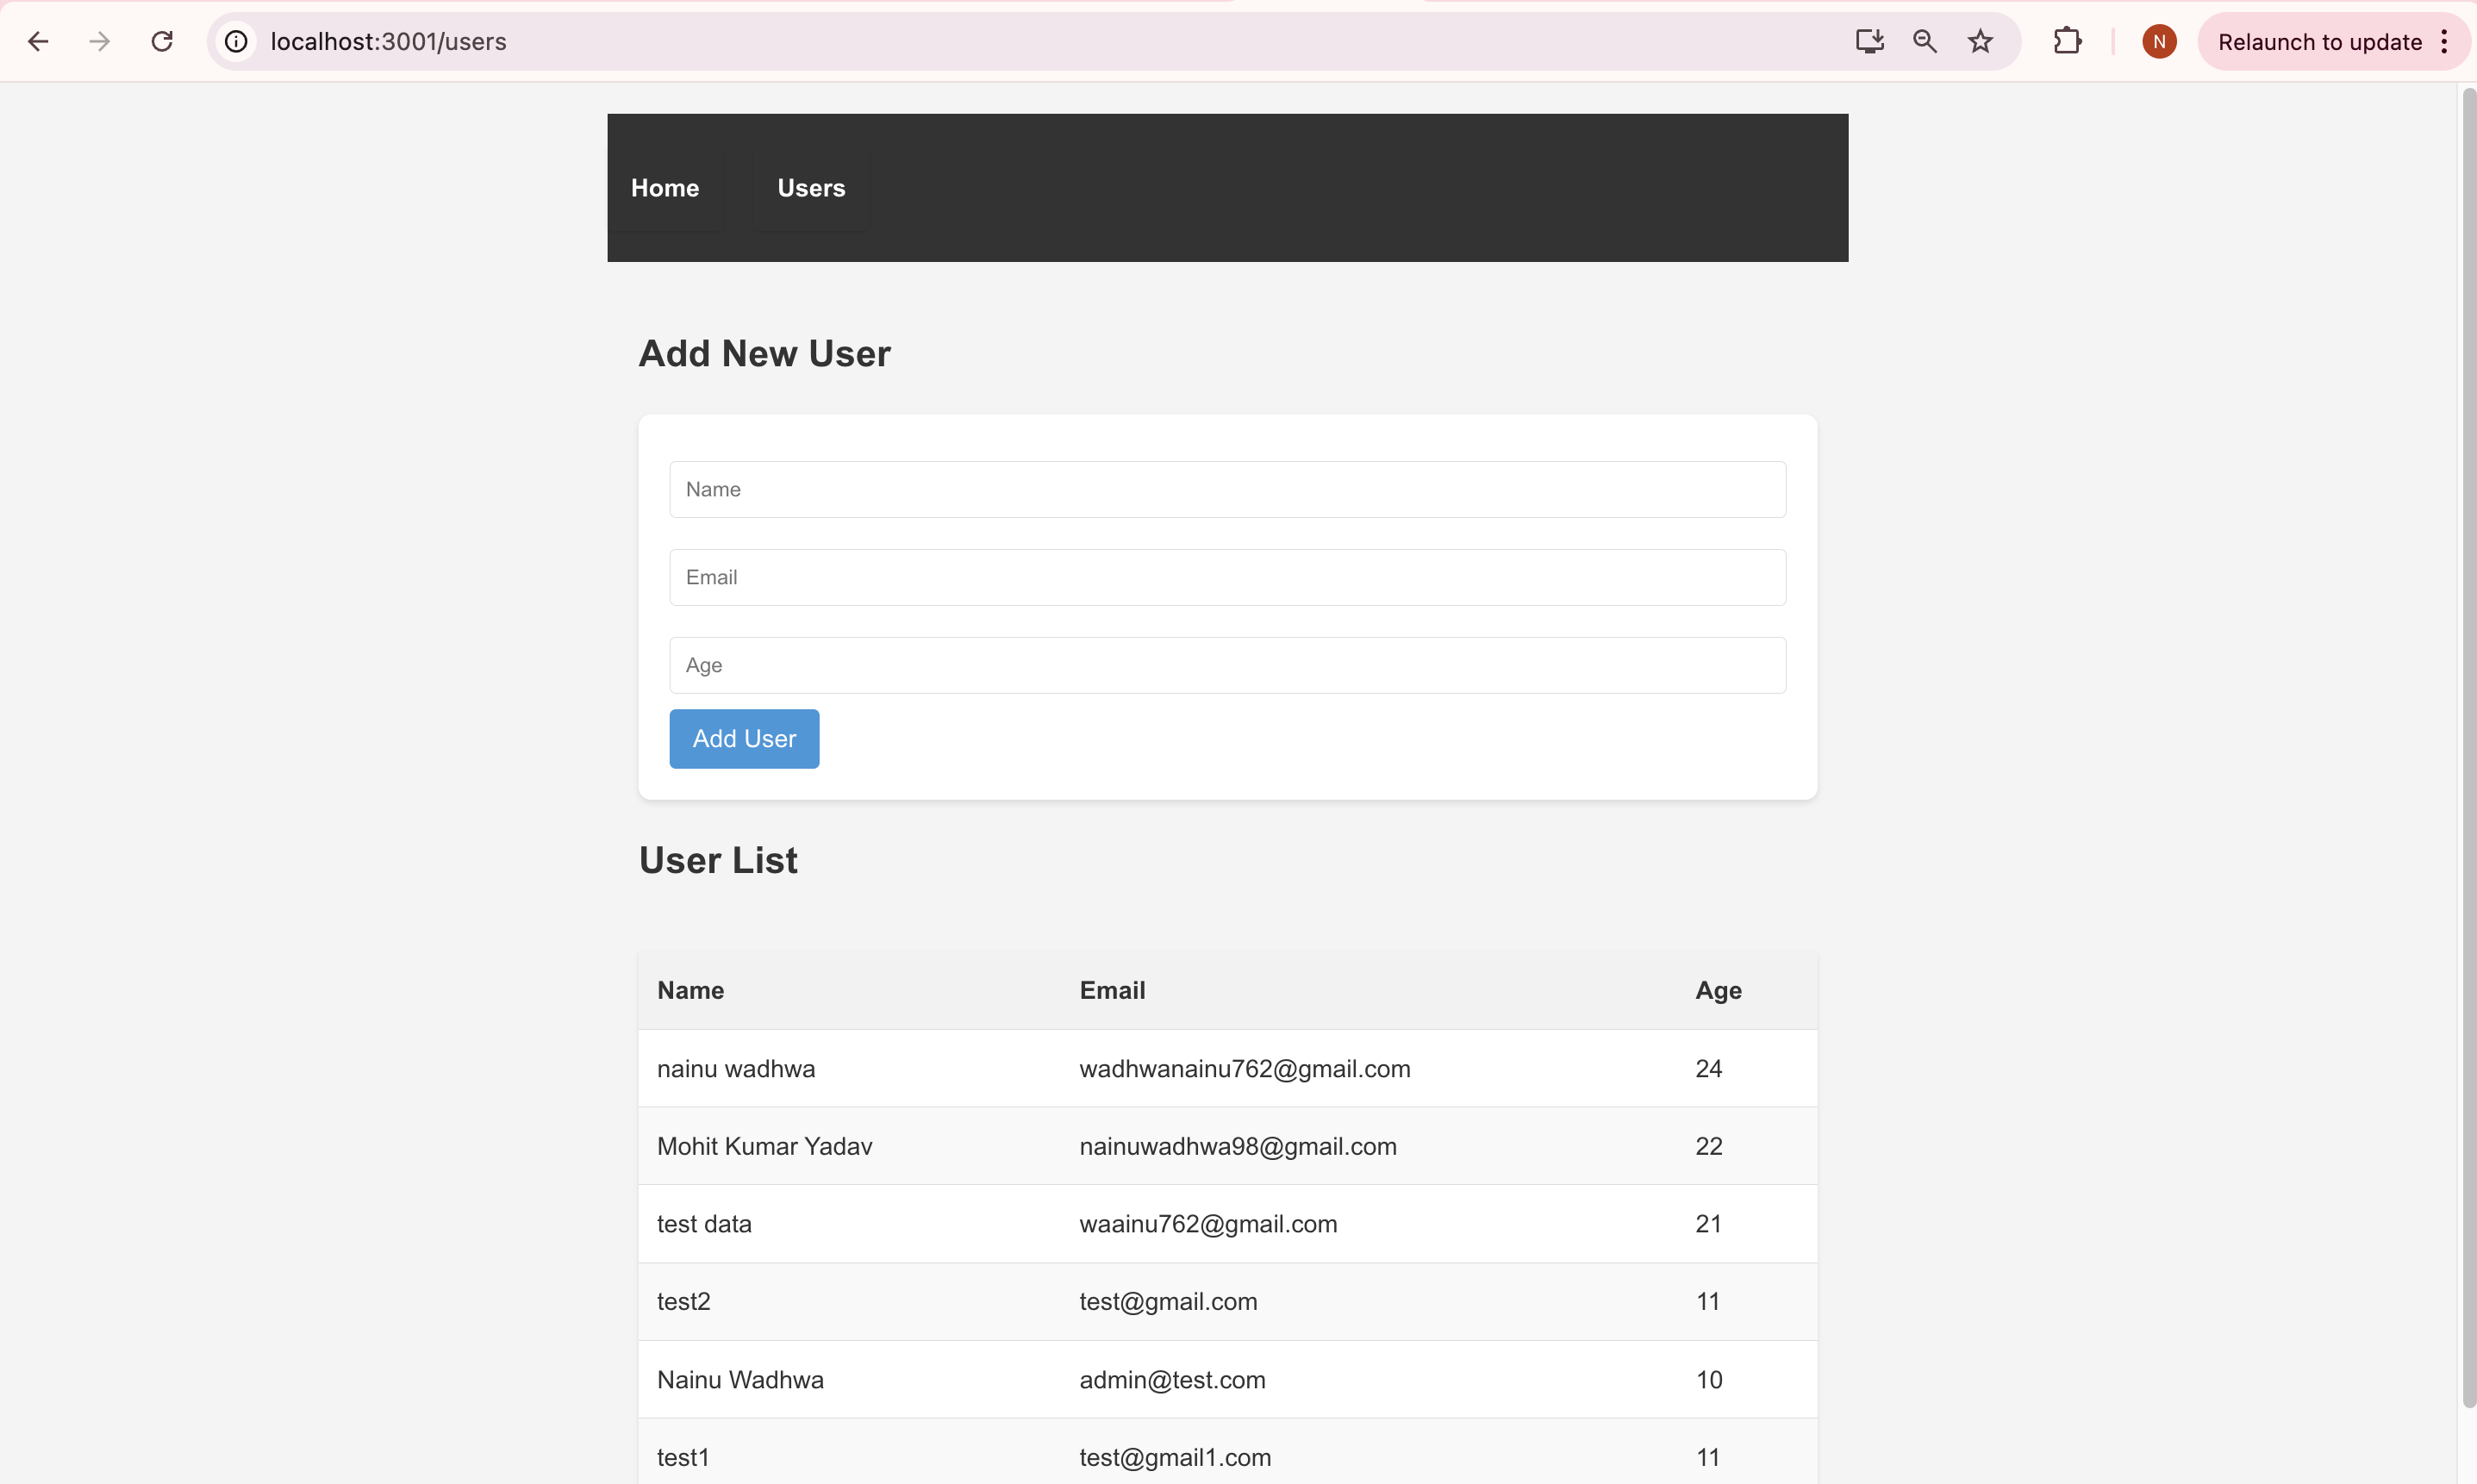 localhost:3001/users
N
Relaunch to update
Home Users
Add New User
Name
Email
Age
Add User
User List
Name Email Age
nainu wadhwa wadhwanainu762@gmail.com 24
Mohit Kumar Yadav nainuwadhwa98@gmail.com 22
test data waainu762@gmail.com 21
test2 test@gmail.com 11
Nainu Wadhwa admin@test.com 10
test1 test@gmail1.com 11